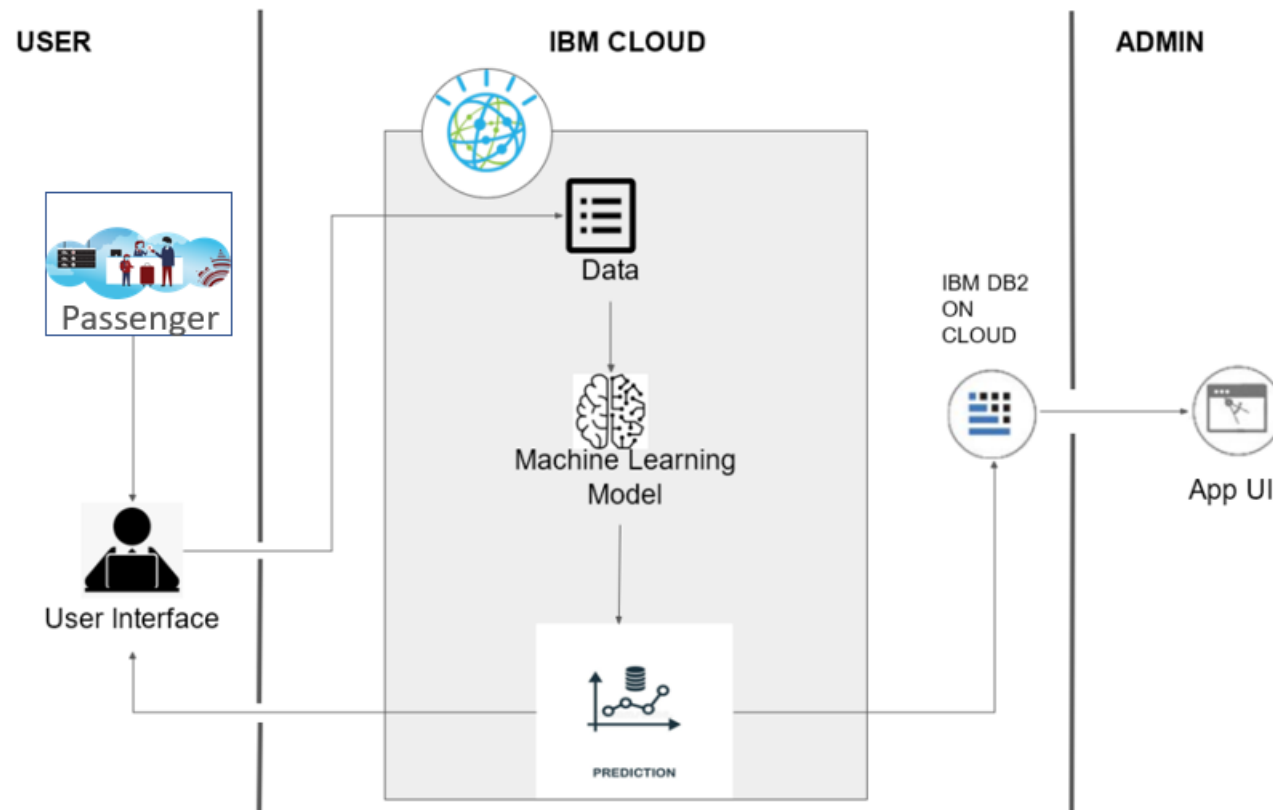 USER
IBM CLOUD
ADMIN
Passenger
Data
IBM DB2
ON
CLOUD
Machine Learning
Model
App UI
User Interface
PREDICTION